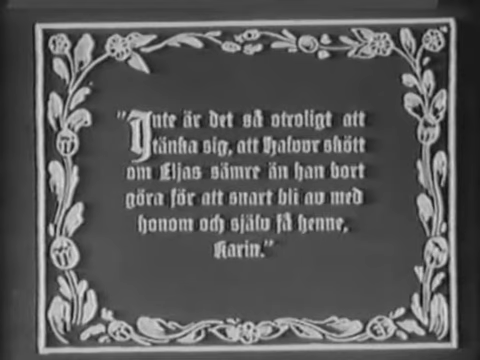 "Inte är det så otroligt att
tänka sig, att Halvor skött
om Eljas sämre än han bort
göra för att snart bli av med
honom och själv få henne,
Karin."